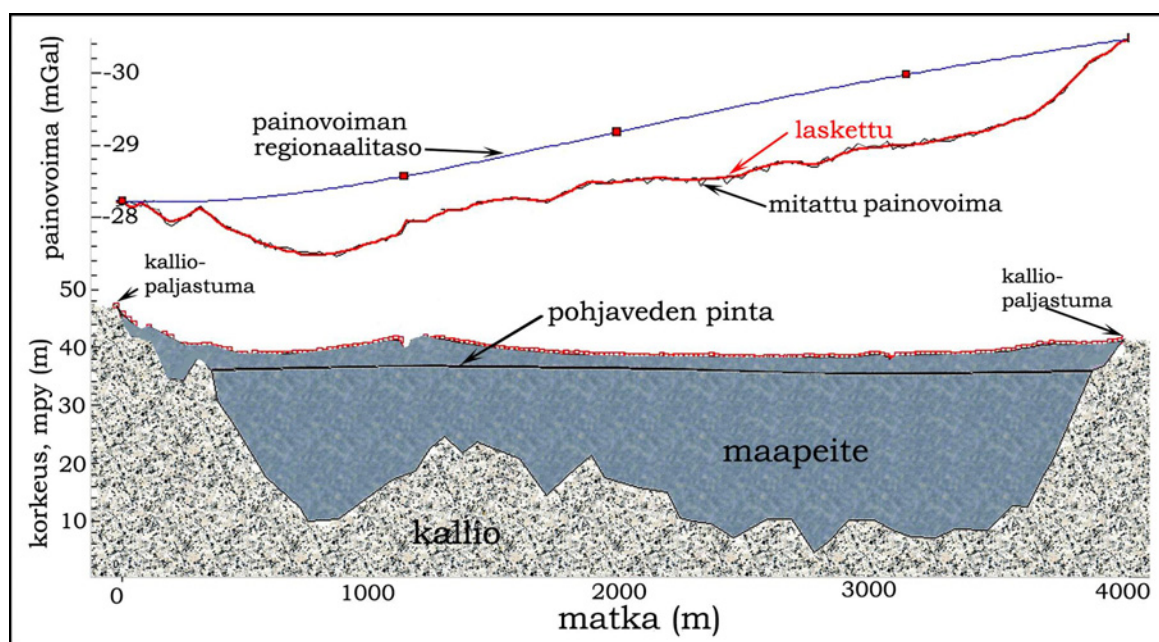 painovoima (mGal)
-30
-29
-28
painovoiman
regionaalitaso
laskettu
mitattu painovoima
kallio-
paljastuma
kallio-
paljastuma
pohjaveden pinta
korkeus, mpy (m)
50
40
30
20
10
maapeite
kallio
0
1000
2000
3000
4000
matka (m)